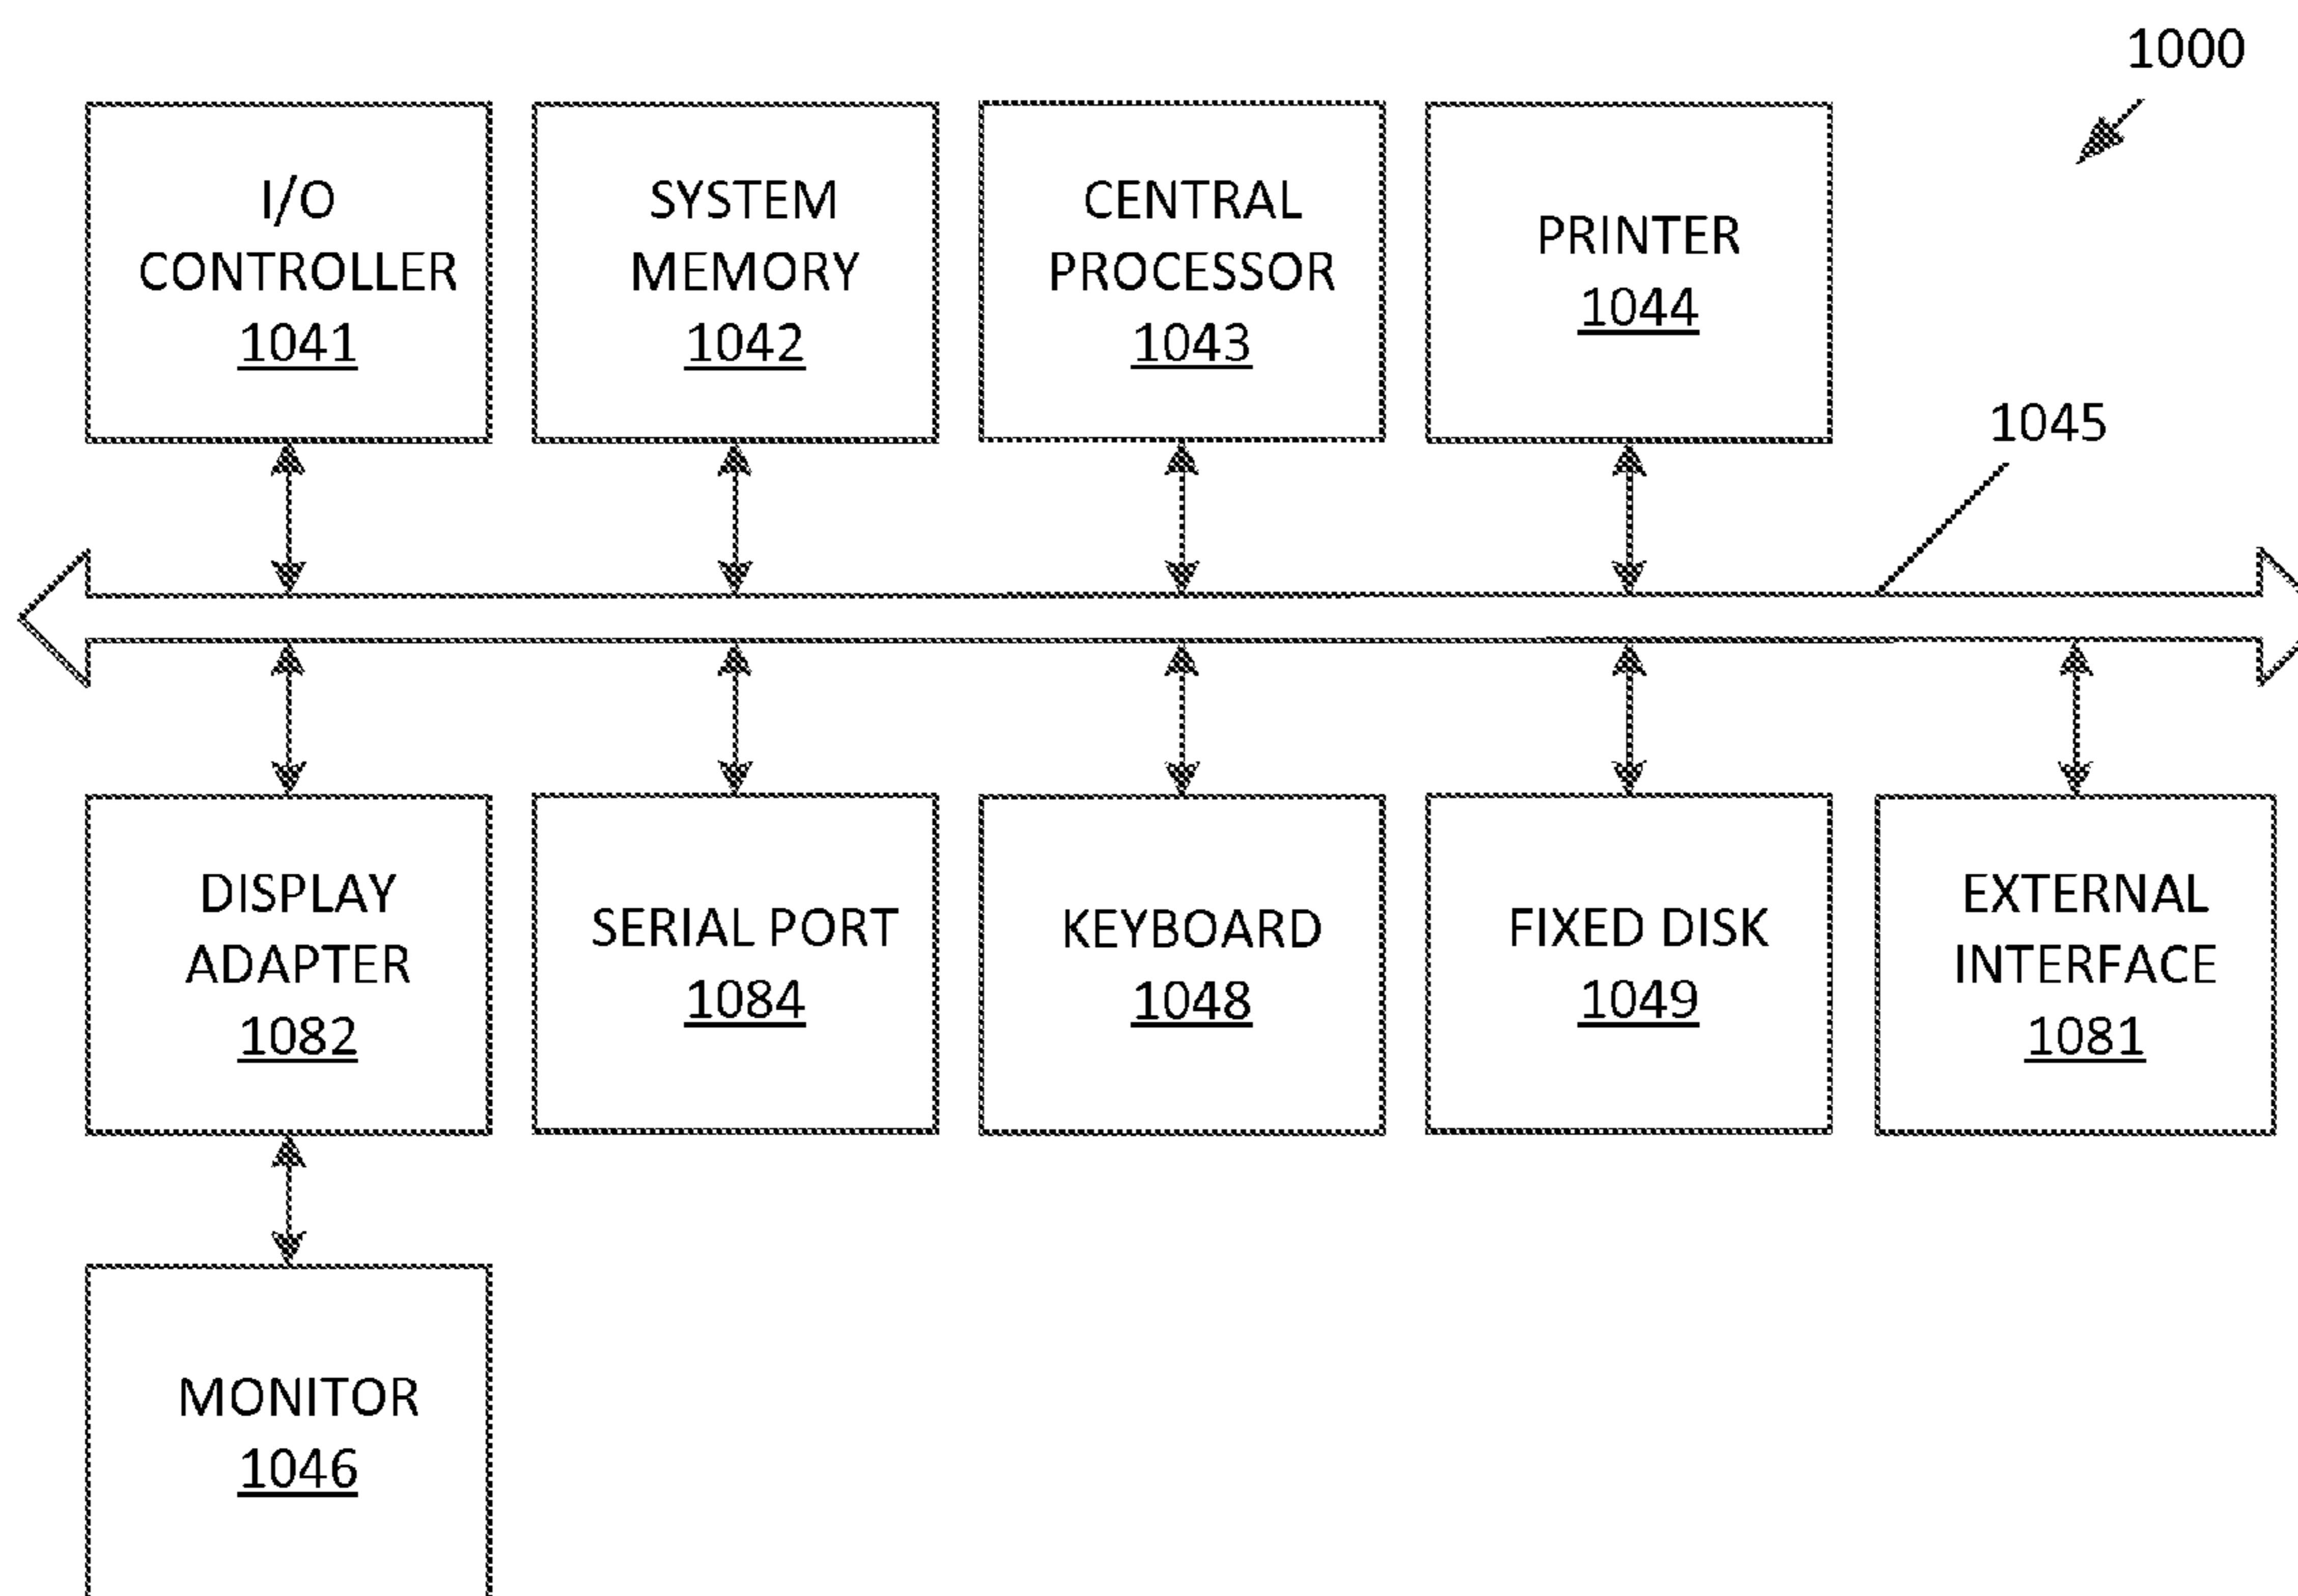 1000
I/O
CONTROLLER
1041
SYSTEM
MEMORY
1042
CENTRAL
PROCESSOR
1043
PRINTER
1044
1045
DISPLAY
ADAPTER
1082
SERIAL PORT
1084
KEYBOARD
1048
FIXED DISK
1049
EXTERNAL
INTERFACE
1081
MONITOR
1046